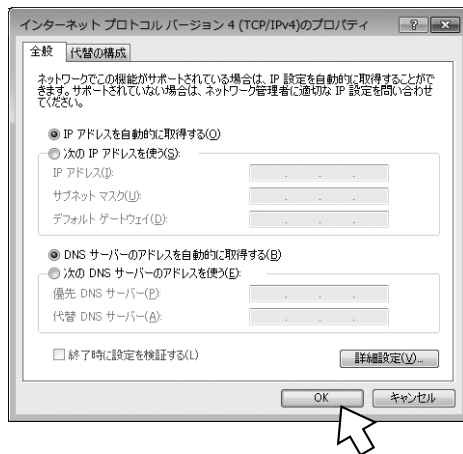 インターネット プロトコル バージョン 4 (TCP/IPv4)のプロパティ
全般 代替の構成
ネットワークでこの機能がサポートされている場合は、IP 設定を自動的に取得することがで
きます。サポートされていない場合は、ネットワーク管理者に適切な IP 設定を問い合わせ
てください。
IP アドレスを自動的に取得する(O)
次の IP アドレスを使う(S):
IP アドレス(I):
サブネット マスク(U):
デフォルト ゲートウェイ(D):
DNS サーバーのアドレスを自動的に取得する(B)
次の DNS サーバーのアドレスを使う(E):
優先 DNS サーバー(P):
代替 DNS サーバー(A):
終了時に設定を検証する(L)
詳細設定(V)...
OK キャンセル